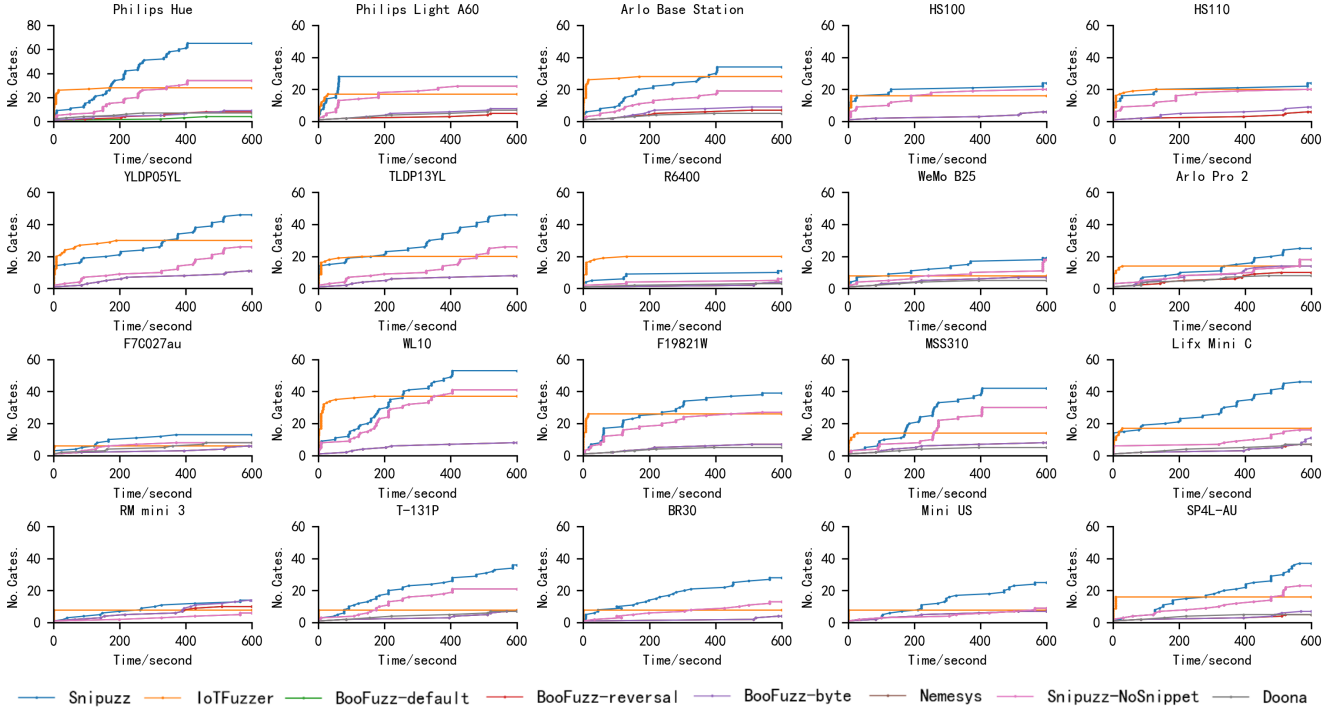 Philips Hue
No. Cates.
80
60
40
20
0
0 200 400 600
Time/second
Philips Light A60
No. Cates.
60
40
20
0
0 200 400 600
Time/second
Arlo Base Station
No. Cates.
60
40
20
0
0 200 400 600
Time/second
HS100
No. Cates.
60
40
20
0
0 200 400 600
Time/second
HS110
No. Cates.
60
40
20
0
0 200 400 600
Time/second
YLDP05YL
No. Cates.
60
40
20
0
0 200 400 600
Time/second
TLDP13YL
No. Cates.
60
40
20
0
0 200 400 600
Time/second
R6400
No. Cates.
60
40
20
0
0 200 400 600
Time/second
WeMo B25
No. Cates.
60
40
20
0
0 200 400 600
Time/second
Arlo Pro 2
No. Cates.
60
40
20
0
0 200 400 600
Time/second
F7C027au
No. Cates.
60
40
20
0
0 200 400 600
Time/second
WL10
No. Cates.
60
40
20
0
0 200 400 600
Time/second
F19821W
No. Cates.
60
40
20
0
0 200 400 600
Time/second
MSS310
No. Cates.
60
40
20
0
0 200 400 600
Time/second
Lifx Mini C
No. Cates.
60
40
20
0
0 200 400 600
Time/second
RM mini 3
No. Cates.
60
40
20
0
0 200 400 600
Time/second
T-131P
No. Cates.
60
40
20
0
0 200 400 600
Time/second
BR30
No. Cates.
60
40
20
0
0 200 400 600
Time/second
Mini US
No. Cates.
60
40
20
0
0 200 400 600
Time/second
SP4L-AU
No. Cates.
60
40
20
0
0 200 400 600
Time/second
Snipuzz IoTFuzzer BooFuzz-default BooFuzz-reversal BooFuzz-byte Nemesys Snipuzz-NoSnippet Doona